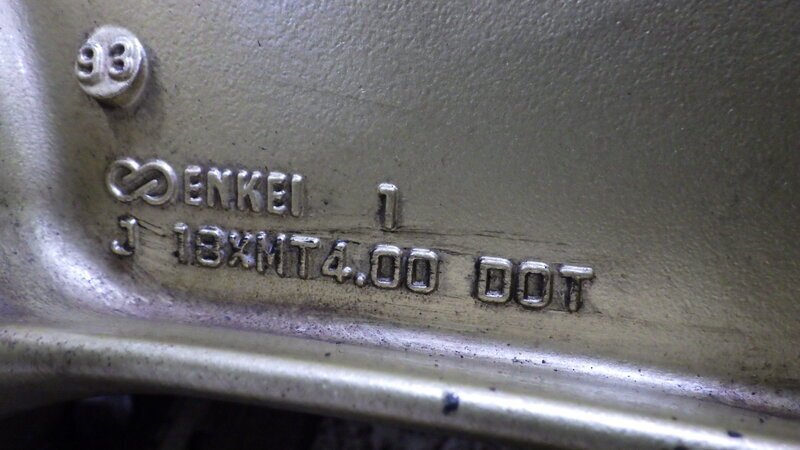 93
ENKEI 1
J 18XMT4.00 DOT